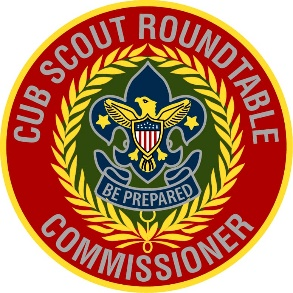 CUB SCOUT ROUNDTABLE
BE PREPARED
COMMISSIONER